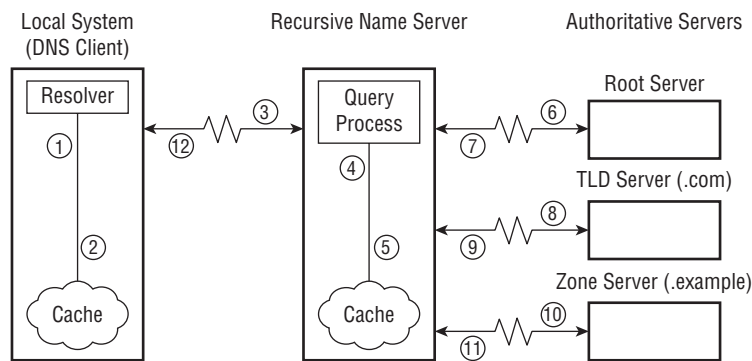 Local System
(DNS Client)
Recursive Name Server
Authoritative Servers
Resolver
Query
Process
Root Server
1
12
3
4
7
6
TLD Server (.com)
2
5
9
8
Zone Server (.example)
Cache
Cache
11
10